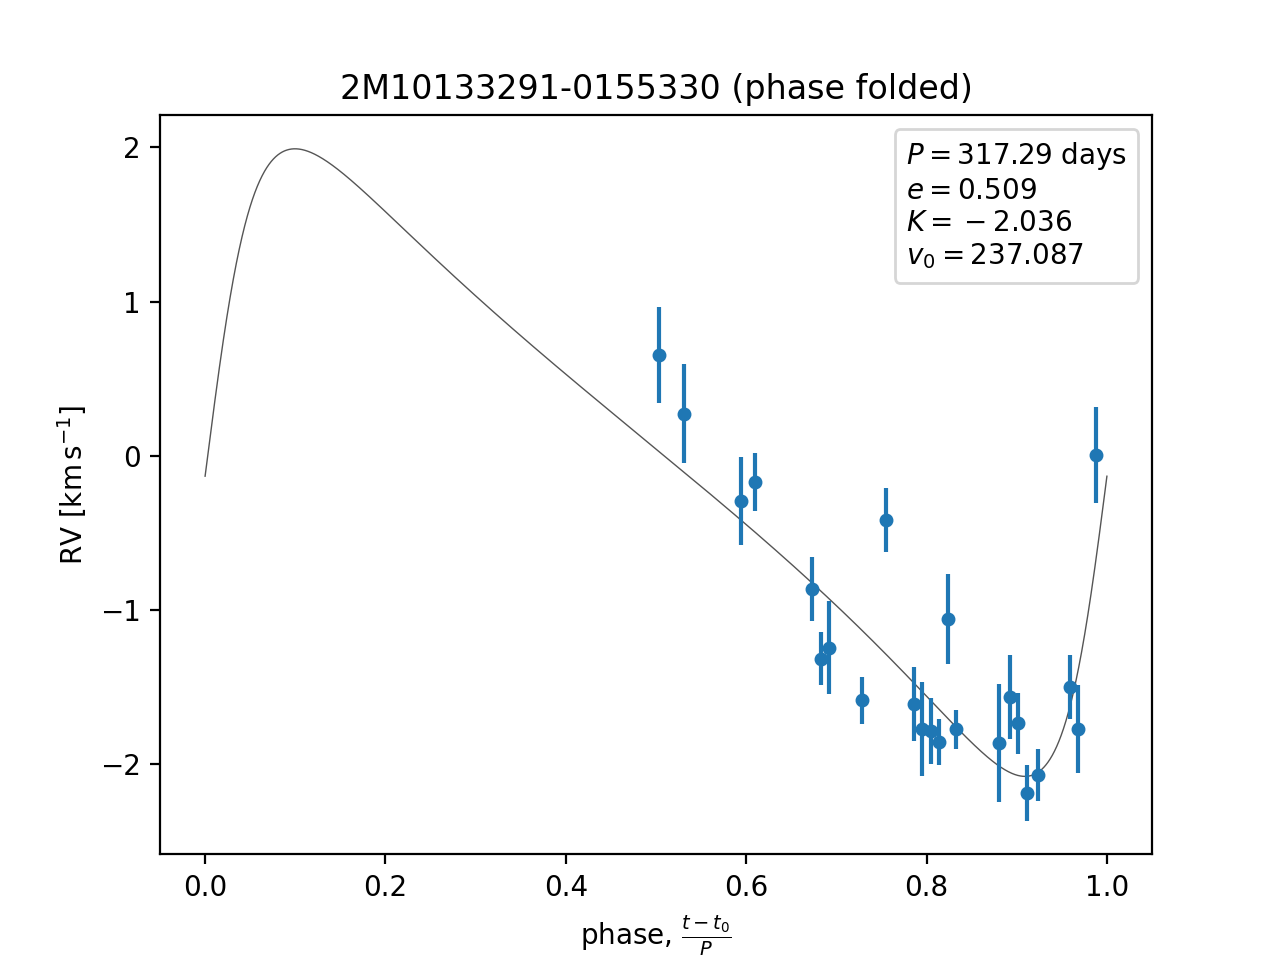 2M10133291-0155330 (phase folded)
P = 317.29 days
e = 0.509
K = −2.036
v₀ = 237.087
2
1
0
−1
−2
RV [km s⁻¹]
0.0 0.2 0.4 0.6 0.8 1.0
phase, (t − t₀)/P